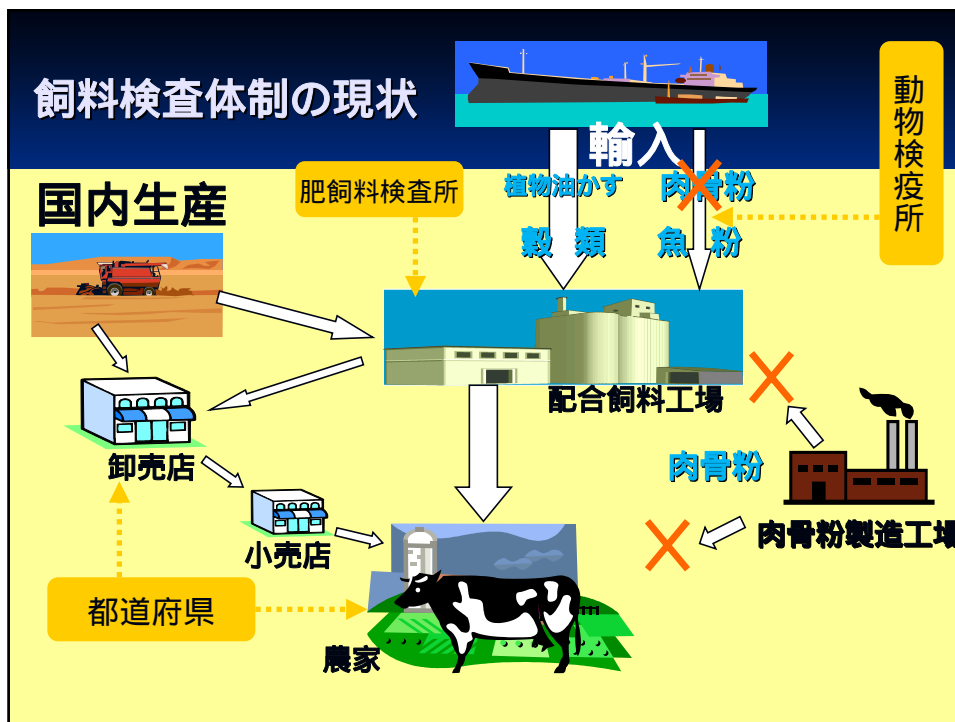 飼料検査体制の現状
動物検疫所
輸入
肥飼料検査所
植物油かす
肉骨粉
国内生産
穀 類
魚 粉
配合飼料工場
卸売店
肉骨粉
肉骨粉製造工場
小売店
都道府県
農家